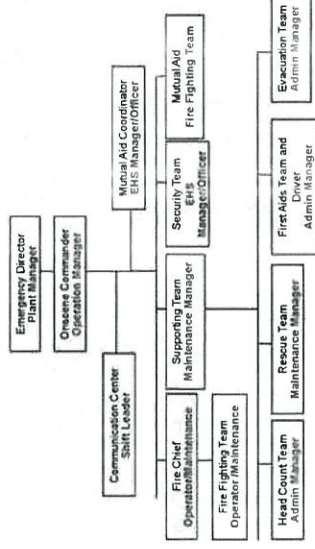 Emergency Director
Plant Manager
Onscene Commander
Operation Manager
Communication Center
Shift Leader
Mutual Aid Coordinator
EHS Manager/Officer
Fire Chief
Operator/Maintenance
Supporting Team
Maintenance Manager
Security Team
EHS
Manager/Officer
Mutual Aid
Fire Fighting Team
Fire Fighting Team
Operator /Maintenance
Head Count Team
Admin Manager
Rescue Team
Maintenance Manager
First Aids Team and
Driver
Admin Manager
Evacuation Team
Admin Manager